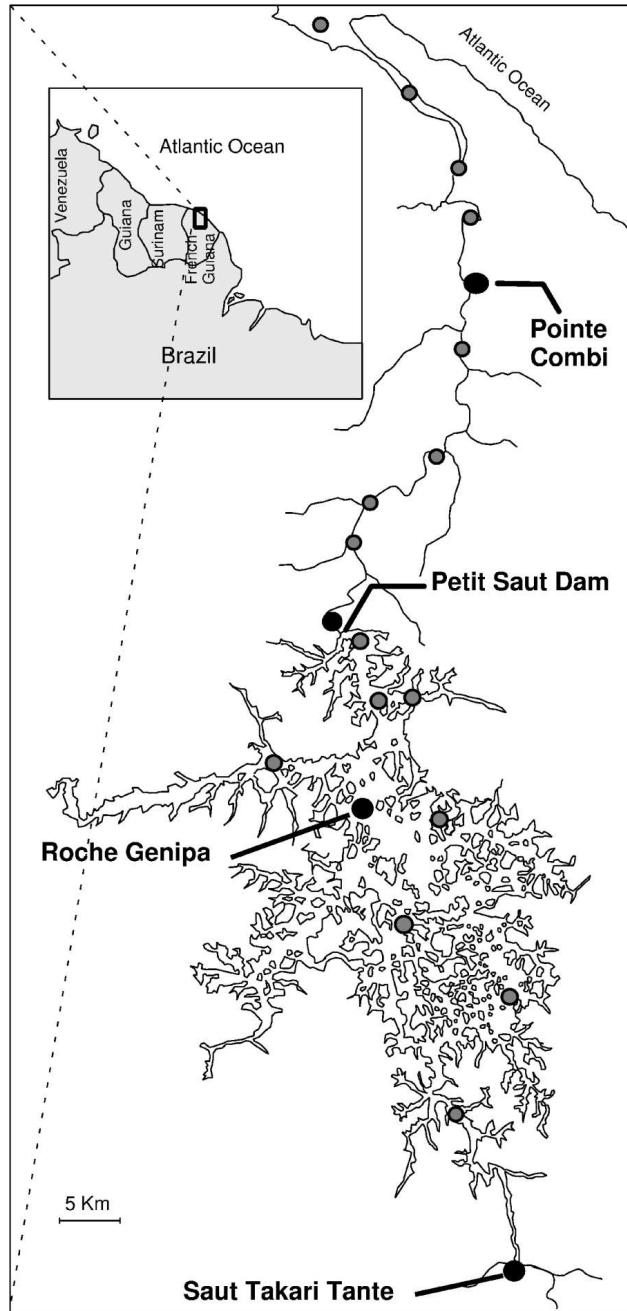 Atlantic Ocean
Atlantic Ocean
Venezuela
Guiana
Surinam
French-
Guiana
Brazil
Pointe
Combi
Petit Saut Dam
Roche Genipa
5 Km
Saut Takari Tante